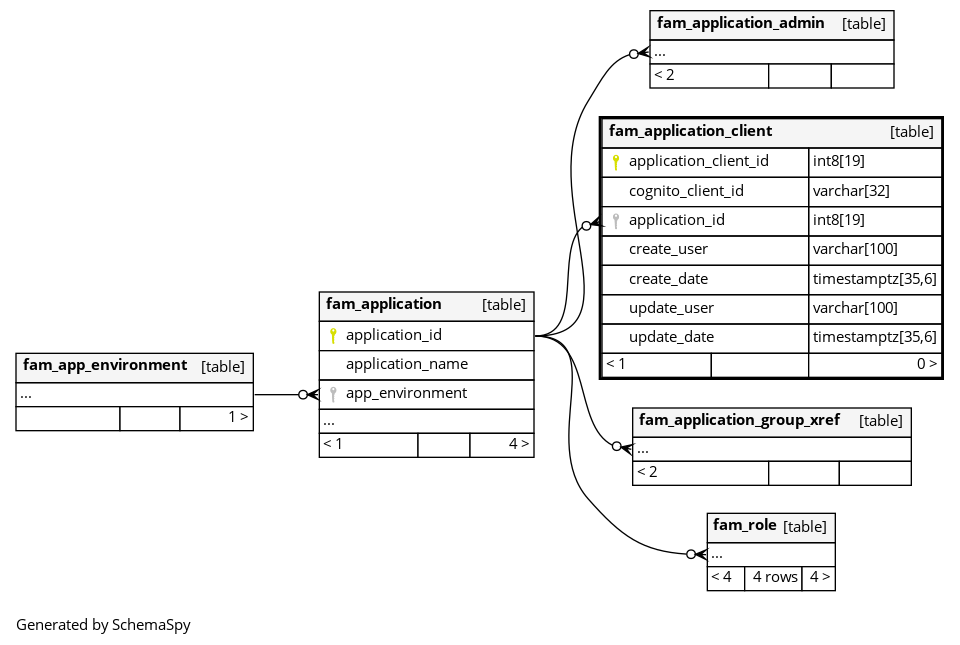 fam_application_admin [table]
...
< 2
fam_application_client [table]
application_client_id int8[19]
cognito_client_id varchar[32]
application_id int8[19]
create_user varchar[100]
create_date timestamptz[35,6]
update_user varchar[100]
update_date timestamptz[35,6]
< 1 0 >
fam_application [table]
application_id
application_name
app_environment
...
< 1 4 >
fam_app_environment [table]
...
1 >
fam_application_group_xref [table]
...
< 2
fam_role [table]
...
< 4 4 rows 4 >
Generated by SchemaSpy